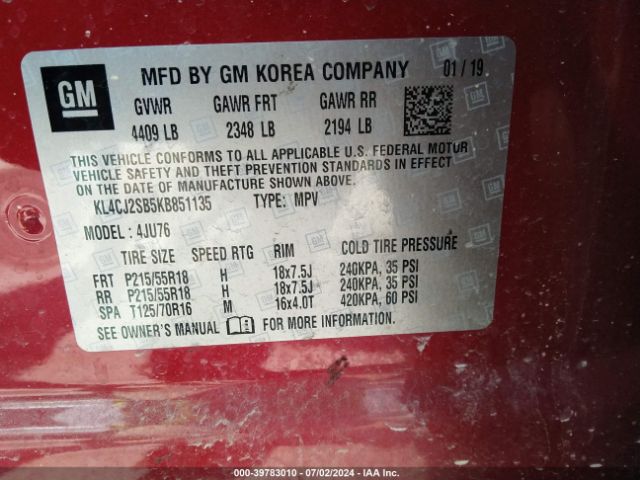 GM
MFD BY GM KOREA COMPANY 01/19
GVWR GAWR FRT GAWR RR
4409 LB 2348 LB 2194 LB
THIS VEHICLE CONFORMS TO ALL APPLICABLE U.S. FEDERAL MOTOR
VEHICLE SAFETY AND THEFT PREVENTION STANDARDS IN EFFECT
ON THE DATE OF MANUFACTURE SHOWN ABOVE.
KL4CJ2SB5KB851135 TYPE: MPV
MODEL: 4JU76
TIRE SIZE SPEED RTG RIM COLD TIRE PRESSURE
FRT P215/55R18 H 18x7.5J 240KPA, 35 PSI
RR P215/55R18 H 18x7.5J 240KPA, 35 PSI
SPA T125/70R16 M 16x4.0T 420KPA, 60 PSI
SEE OWNER'S MANUAL FOR MORE INFORMATION.
000-39783010 - 07/02/2024 - IAA Inc.